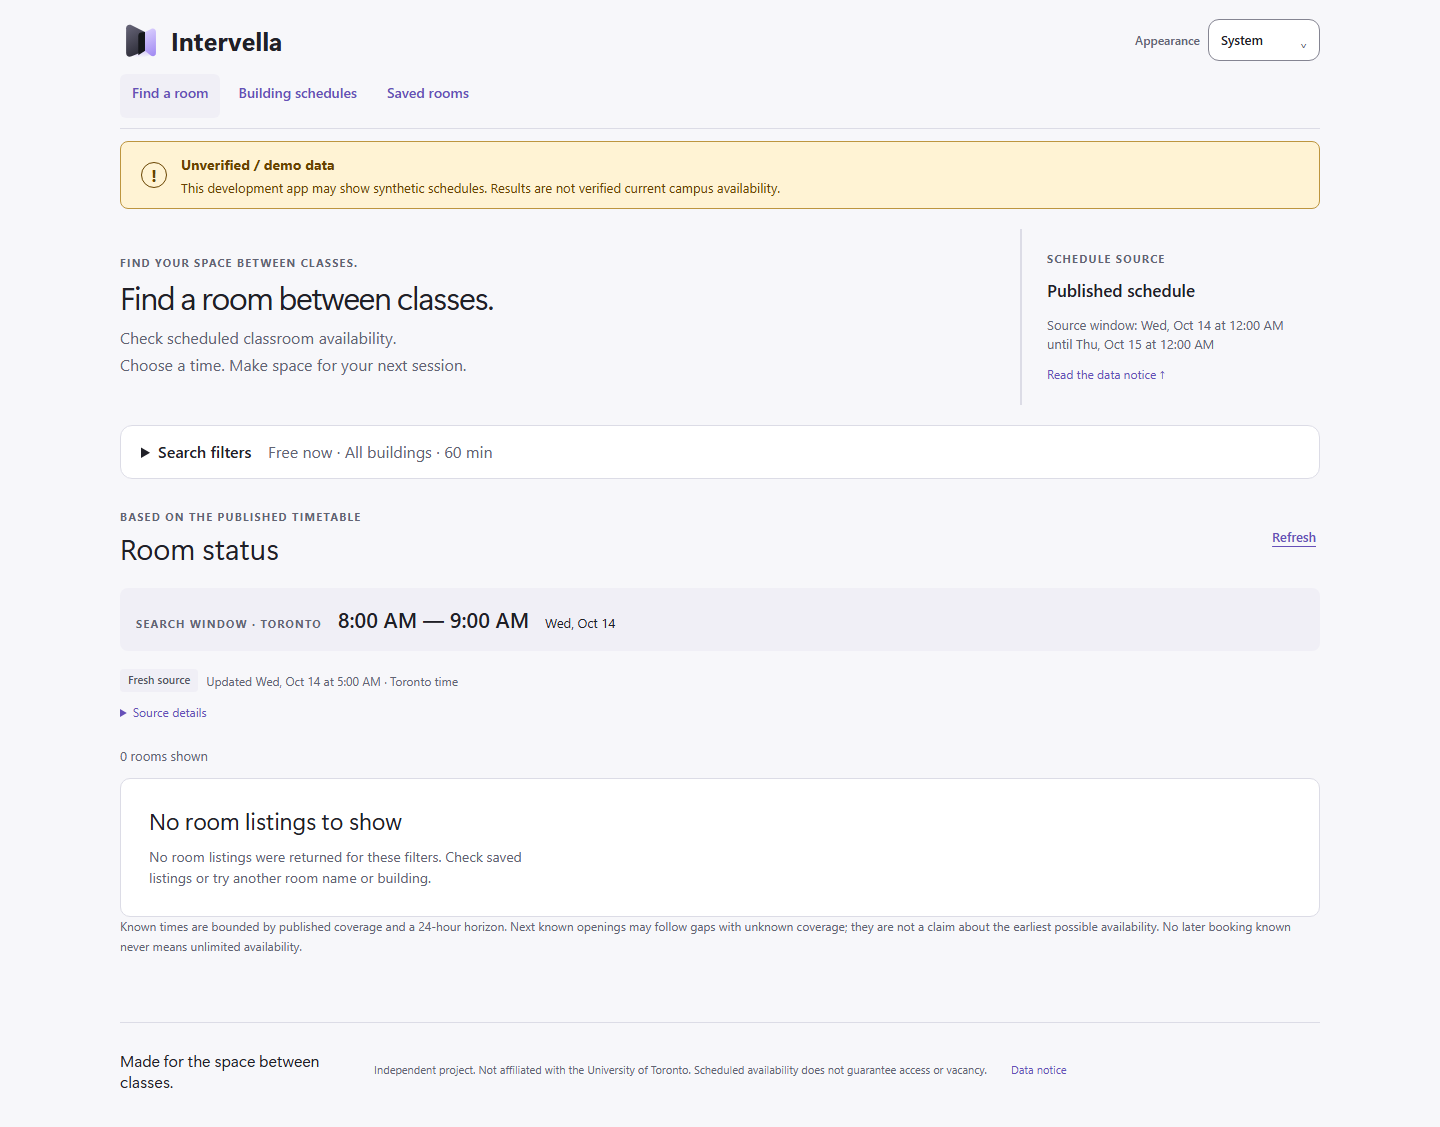 Intervella
Appearance
System
Find a room
Building schedules
Saved rooms
!
Unverified / demo data
This development app may show synthetic schedules. Results are not verified current campus availability.
FIND YOUR SPACE BETWEEN CLASSES.
Find a room between classes.
Check scheduled classroom availability.
Choose a time. Make space for your next session.
SCHEDULE SOURCE
Published schedule
Source window: Wed, Oct 14 at 12:00 AM
until Thu, Oct 15 at 12:00 AM
Read the data notice ↑
Search filters Free now · All buildings · 60 min
BASED ON THE PUBLISHED TIMETABLE
Room status
Refresh
SEARCH WINDOW · TORONTO 8:00 AM — 9:00 AM Wed, Oct 14
Fresh source Updated Wed, Oct 14 at 5:00 AM · Toronto time
Source details
0 rooms shown
No room listings to show
No room listings were returned for these filters. Check saved
listings or try another room name or building.
Known times are bounded by published coverage and a 24-hour horizon. Next known openings may follow gaps with unknown coverage; they are not a claim about the earliest possible availability. No later booking known
never means unlimited availability.
Made for the space between
classes.
Independent project. Not affiliated with the University of Toronto. Scheduled availability does not guarantee access or vacancy.
Data notice